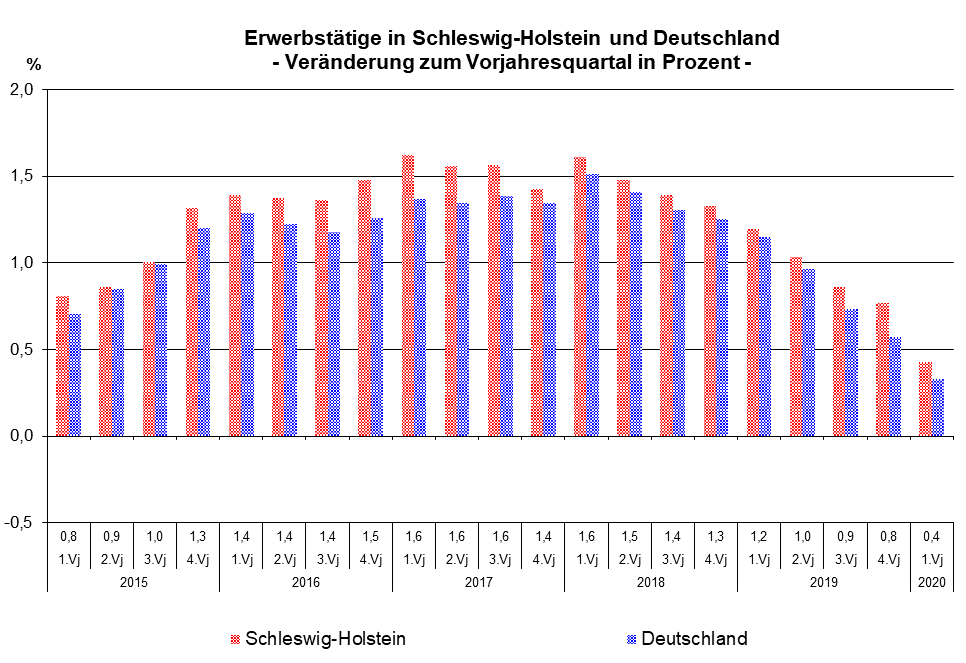 Erwerbstätige in Schleswig-Holstein und Deutschland
- Veränderung zum Vorjahresquartal in Prozent -
%
2,0
1,5
1,0
0,5
0,0
-0,5
0,8 0,9 1,0 1,3 1,4 1,4 1,4 1,5 1,6 1,6 1,6 1,4 1,6 1,5 1,4 1,3 1,2 1,0 0,9 0,8 0,4
1.Vj 2.Vj 3.Vj 4.Vj 1.Vj 2.Vj 3.Vj 4.Vj 1.Vj 2.Vj 3.Vj 4.Vj 1.Vj 2.Vj 3.Vj 4.Vj 1.Vj 2.Vj 3.Vj 4.Vj 1.Vj
2015 2016 2017 2018 2019 2020
Schleswig-Holstein Deutschland